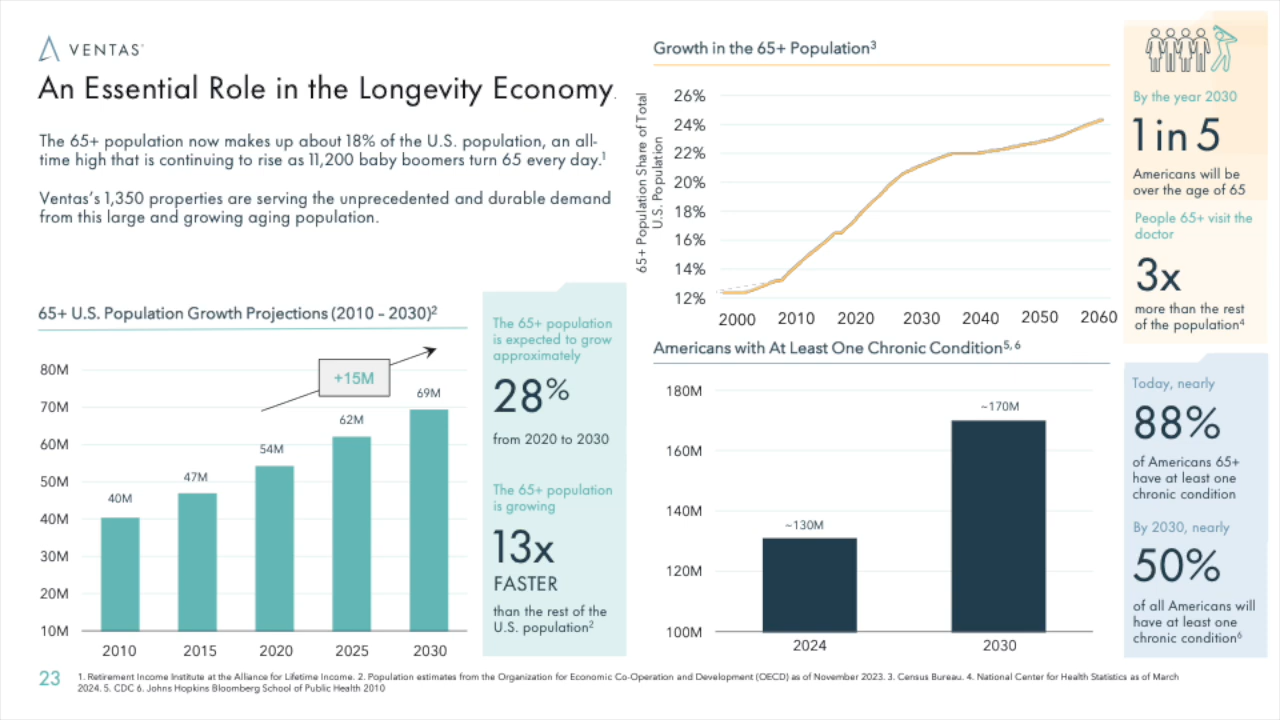 VENTAS
An Essential Role in the Longevity Economy
The 65+ population now makes up about 18% of the U.S. population, an all-
time high that is continuing to rise as 11,200 baby boomers turn 65 every day.¹
Ventas's 1,350 properties are serving the unprecedented and durable demand
from this large and growing aging population.
65+ U.S. Population Growth Projections (2010 – 2030)²
80M
70M
60M
50M
40M
30M
20M
10M
+15M
40M
47M
54M
62M
69M
2010 2015 2020 2025 2030
The 65+ population
is expected to grow
approximately
28%
from 2020 to 2030
The 65+ population
is growing
13x
FASTER
than the rest of the
U.S. population²
Growth in the 65+ Population³
65+ Population Share of Total
U.S. Population
26%
24%
22%
20%
18%
16%
14%
12%
2000 2010 2020 2030 2040 2050 2060
Americans with At Least One Chronic Condition⁵,⁶
180M
160M
140M
120M
100M
~130M
~170M
2024 2030
By the year 2030
1 in 5
Americans will be
over the age of 65
People 65+ visit the
doctor
3x
more than the rest
of the population⁴
Today, nearly
88%
of Americans 65+
have at least one
chronic condition
By 2030, nearly
50%
of all Americans will
have at least one
chronic condition⁶
23
1. Retirement Income Institute at the Alliance for Lifetime Income. 2. Population estimates from the Organization for Economic Co-Operation and Development (OECD) as of November 2023. 3. Census Bureau. 4. National Center for Health Statistics as of March
2024. 5. CDC 6. Johns Hopkins Bloomberg School of Public Health 2010